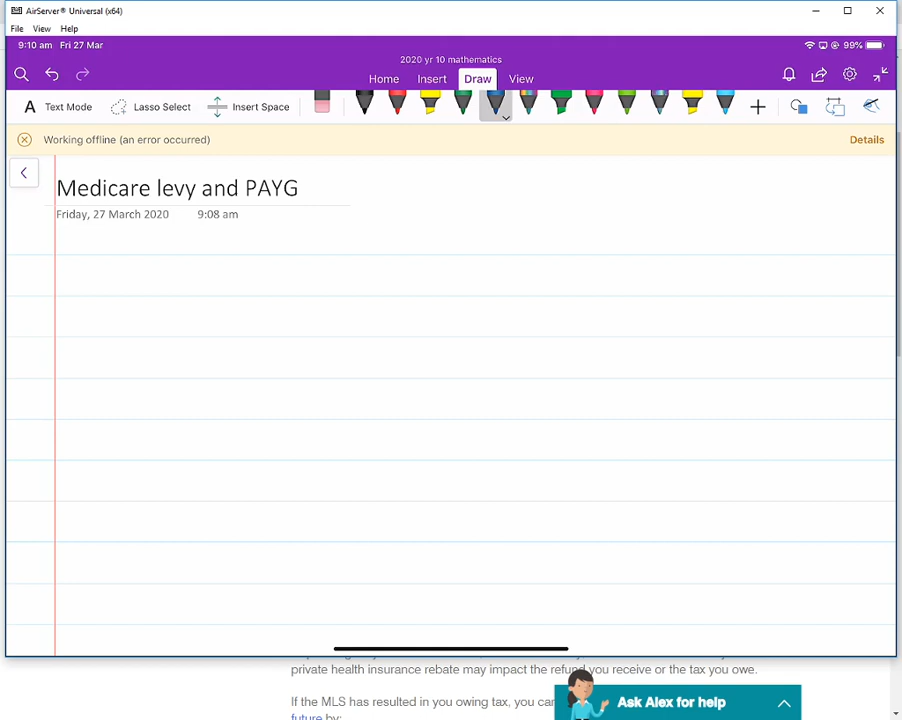 AirServer® Universal (x64)
File View Help
9:10 am Fri 27 Mar
99%
2020 yr 10 mathematics
Home Insert Draw View
A Text Mode Lasso Select Insert Space
Working offline (an error occurred) Details
Medicare levy and PAYG
Friday, 27 March 2020 9:08 am
private health insurance rebate may impact the refund you receive or the tax you owe.
If the MLS has resulted in you owing tax, you can
future by:
Ask Alex for help